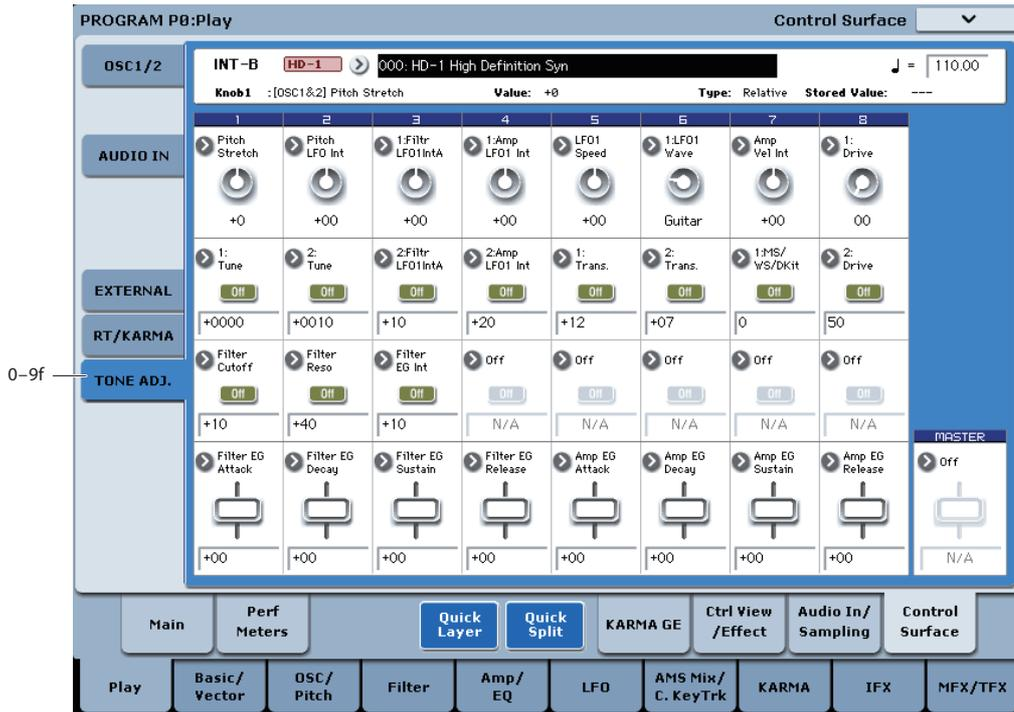 PROGRAM P0:Play Control Surface
OSC1/2
AUDIO IN
EXTERNAL
RT/KARMA
0–9f
TONE ADJ.
INT-B HD-1 000: HD-1 High Definition Syn ♩ = 110.00
Knob1 :[OSC1&2] Pitch Stretch Value: +0 Type: Relative Stored Value: ---
1 2 3 4 5 6 7 8
Pitch Stretch Pitch LFO Int 1:Filtr LFO1IntA 1:Amp LFO1 Int LFO1 Speed 1:LFO1 Wave Amp Vel Int 1: Drive
+0 +00 +00 +00 +00 Guitar +00 00
1: Tune 2: Tune 2:Filtr LFO1IntA 2:Amp LFO1 Int 1: Trans. 2: Trans. 1:MS/ WS/DKit 2: Drive
Off Off Off Off Off Off Off Off
+0000 +0010 +10 +20 +12 +07 0 50
Filter Cutoff Filter Reso Filter EG Int Off Off Off Off Off
Off Off Off Off Off Off Off Off
+10 +40 +10 N/A N/A N/A N/A N/A
MASTER
Filter EG Attack Filter EG Decay Filter EG Sustain Filter EG Release Amp EG Attack Amp EG Decay Amp EG Sustain Amp EG Release Off
+00 +00 +00 +00 +00 +00 +00 +00 N/A
Main Perf Meters Quick Layer Quick Split KARMA GE Ctrl View /Effect Audio In/ Sampling Control Surface
Play Basic/ Vector OSC/ Pitch Filter Amp/ EQ LFO AMS Mix/ C. KeyTrk KARMA IFX MFX/TFX